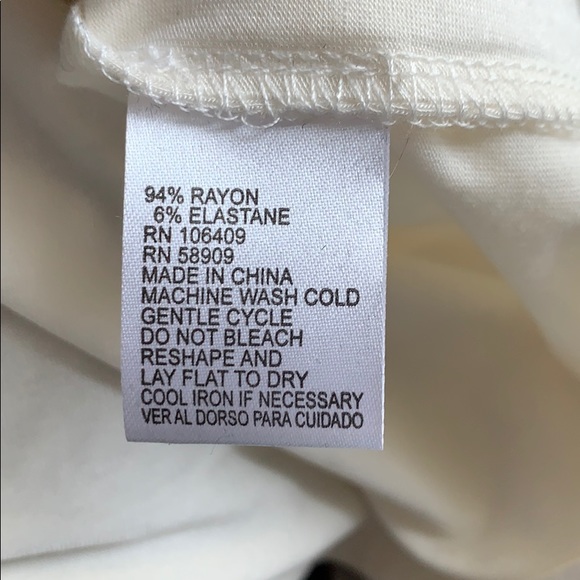 94% RAYON
6% ELASTANE
RN 106409
RN 58909
MADE IN CHINA
MACHINE WASH COLD
GENTLE CYCLE
DO NOT BLEACH
RESHAPE AND
LAY FLAT TO DRY
COOL IRON IF NECESSARY
VER AL DORSO PARA CUIDADO